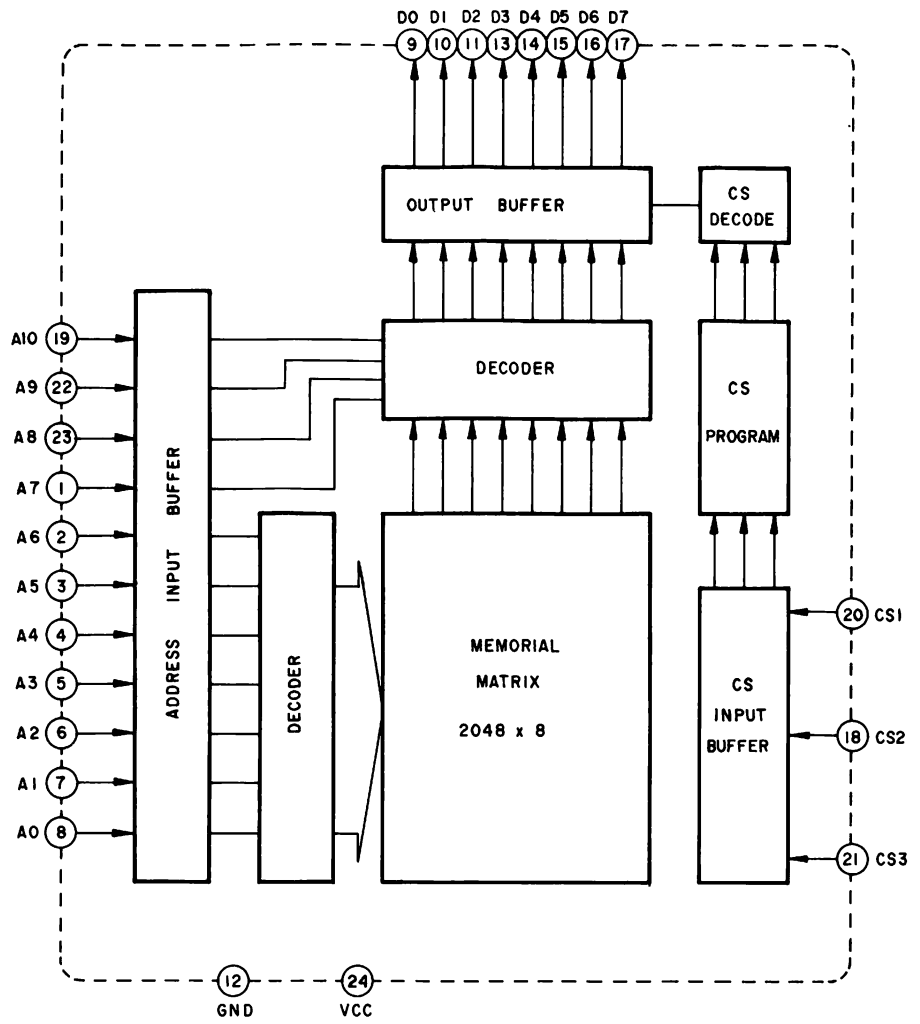 D0 D1 D2 D3 D4 D5 D6 D7
9 10 11 13 14 15 16 17
OUTPUT BUFFER
CS
DECODE
A10 19
A9 22
A8 23
A7 1
A6 2
A5 3
A4 4
A3 5
A2 6
A1 7
A0 8
ADDRESS INPUT BUFFER
DECODER
DECODER
MEMORIAL
MATRIX
2048 x 8
CS
PROGRAM
CS
INPUT
BUFFER
20 CS1
18 CS2
21 CS3
12
GND
24
VCC